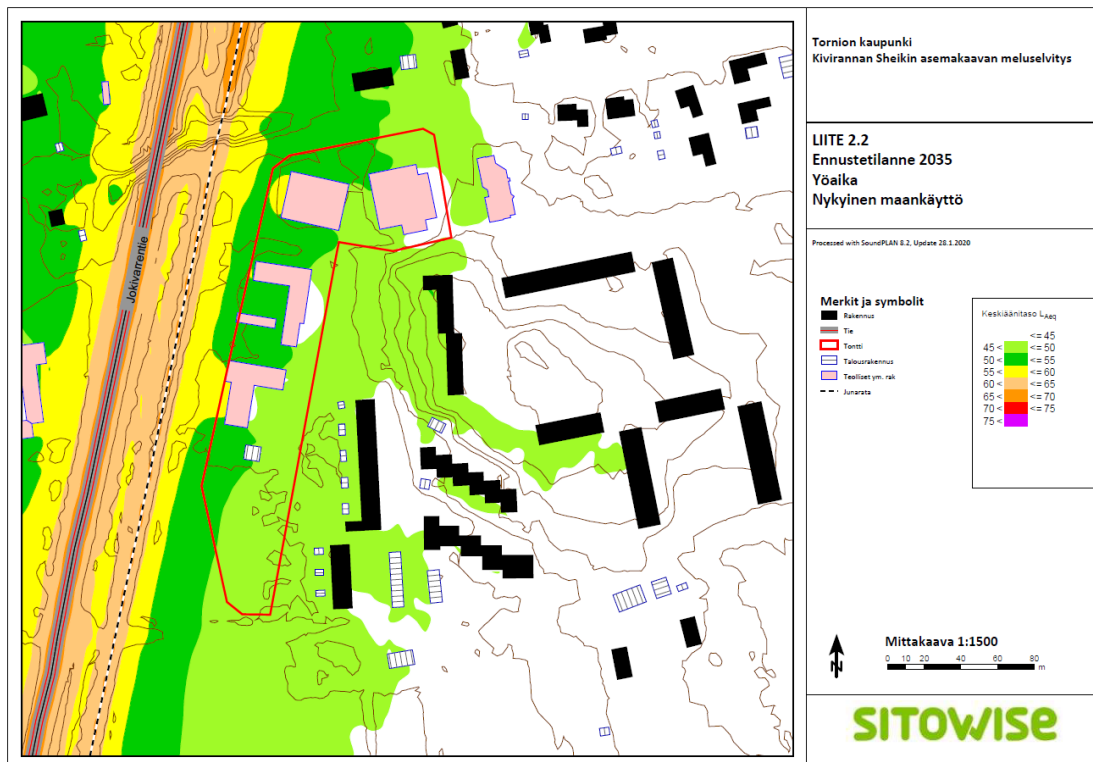 Tornion kaupunki
Kivirannan Sheikin asemakaavan meluselvitys
LIITE 2.2
Ennustetilanne 2035
Yöaika
Nykyinen maankäyttö
Processed with SoundPLAN 8.2, Update 28.1.2020
Merkit ja symbolit
Rakennus
Tie
Tontti
Talousrakennus
Teolliset ym. rak
Junarata
Keskiäänitaso LAeq
<= 45
45 < <= 50
50 < <= 55
55 < <= 60
60 < <= 65
65 < <= 70
70 < <= 75
75 <
Jokivarrentie
N
Mittakaava 1:1500
0 10 20 40 60 80
m
SITOWISE